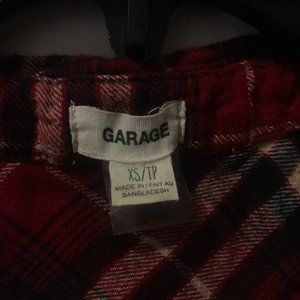 GARAGE
XS/TP
MADE IN / FAIT AU
BANGLADESH